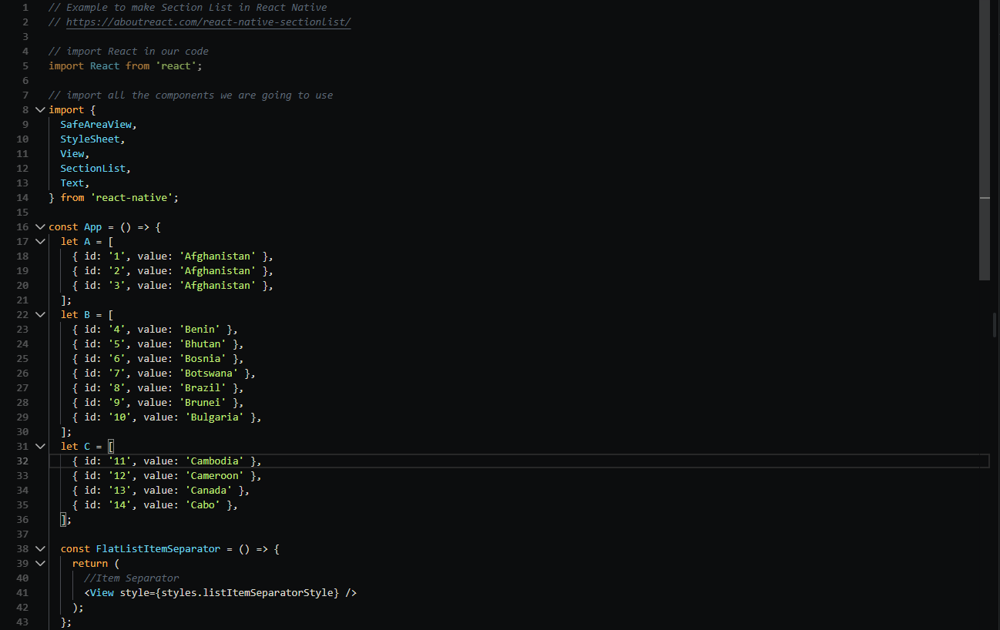 1 // Example to make Section List in React Native
2 // https://aboutreact.com/react-native-sectionlist/
3
4 // import React in our code
5 import React from 'react';
6
7 // import all the components we are going to use
8 import {
9   SafeAreaView,
10   StyleSheet,
11   View,
12   SectionList,
13   Text,
14 } from 'react-native';
15
16 const App = () => {
17   let A = [
18     { id: '1', value: 'Afghanistan' },
19     { id: '2', value: 'Afghanistan' },
20     { id: '3', value: 'Afghanistan' },
21   ];
22   let B = [
23     { id: '4', value: 'Benin' },
24     { id: '5', value: 'Bhutan' },
25     { id: '6', value: 'Bosnia' },
26     { id: '7', value: 'Botswana' },
27     { id: '8', value: 'Brazil' },
28     { id: '9', value: 'Brunei' },
29     { id: '10', value: 'Bulgaria' },
30   ];
31   let C = [
32     { id: '11', value: 'Cambodia' },
33     { id: '12', value: 'Cameroon' },
34     { id: '13', value: 'Canada' },
35     { id: '14', value: 'Cabo' },
36   ];
37
38   const FlatListItemSeparator = () => {
39     return (
40       //Item Separator
41       <View style={styles.listItemSeparatorStyle} />
42     );
43   };